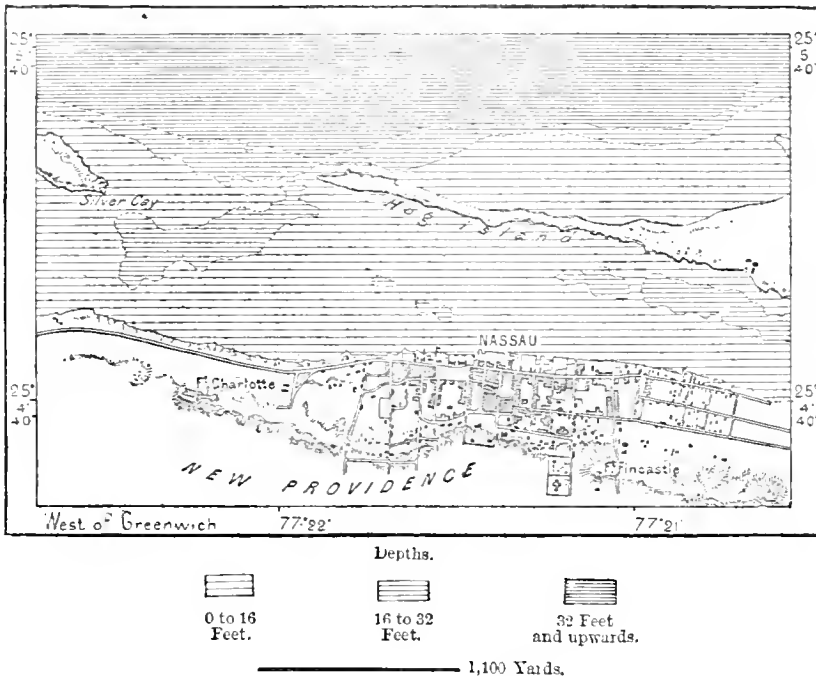 25° 25°
5 5
40' 40'
Silver Cay
Hog Island
NASSAU
Ft Charlotte
25° 25°
4' 4'
40' 40'
Ft Fincastle
NEW PROVIDENCE
West of Greenwich 77°22' 77°21'
Depths.
0 to 16 16 to 32 32 Feet
Feet. Feet. and upwards.
1,100 Yards.